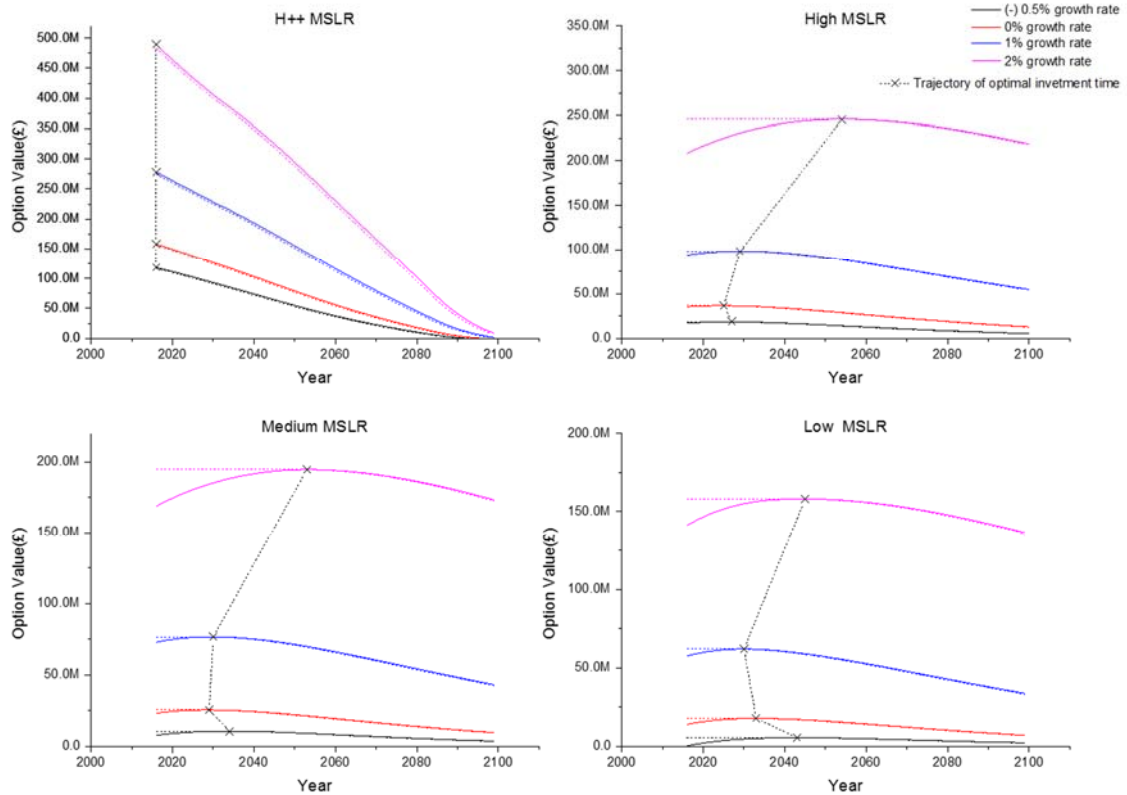 H++ MSLR
Option Value(£)
500.0M
450.0M
400.0M
350.0M
300.0M
250.0M
200.0M
150.0M
100.0M
50.0M
0.0
2000
2020
2040
2060
2080
2100
Year
High MSLR
(-) 0.5% growth rate
0% growth rate
1% growth rate
2% growth rate
Trajectory of optimal invetment time
Option Value(£)
350.0M
300.0M
250.0M
200.0M
150.0M
100.0M
50.0M
0.0
2000
2020
2040
2060
2080
2100
Year
Medium MSLR
Option Value(£)
200.0M
150.0M
100.0M
50.0M
0.0
2000
2020
2040
2060
2080
2100
Year
Low MSLR
Option Value(£)
200.0M
150.0M
100.0M
50.0M
0.0
2000
2020
2040
2060
2080
2100
Year